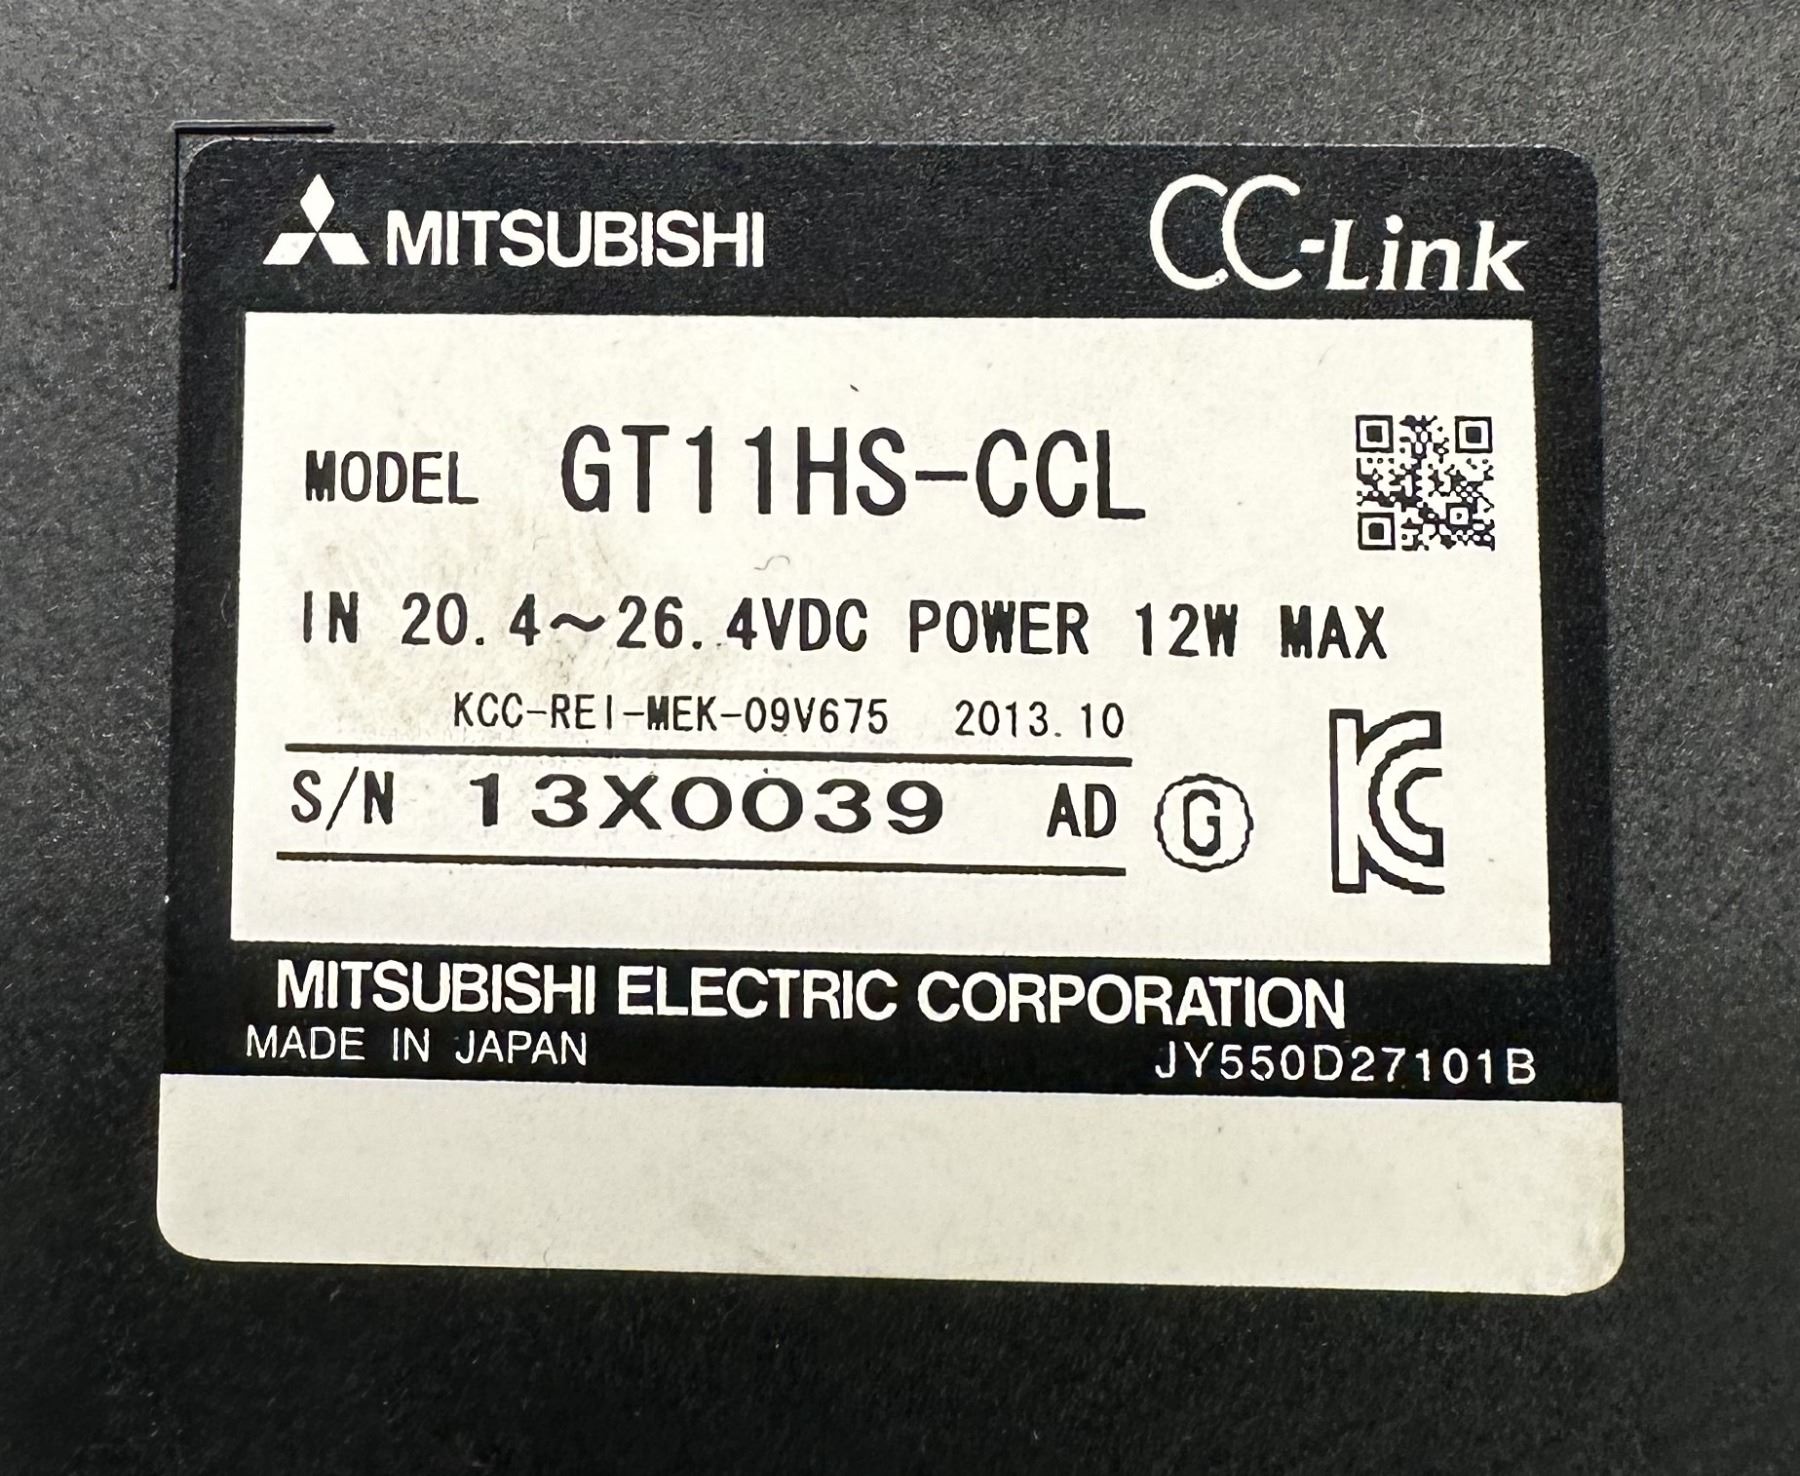 MITSUBISHI CC-Link
MODEL GT11HS-CCL
IN 20.4~26.4VDC POWER 12W MAX
KCC-REI-MEK-09V675 2013.10
S/N 13X0039 AD G KC
MITSUBISHI ELECTRIC CORPORATION
MADE IN JAPAN JY550D27101B